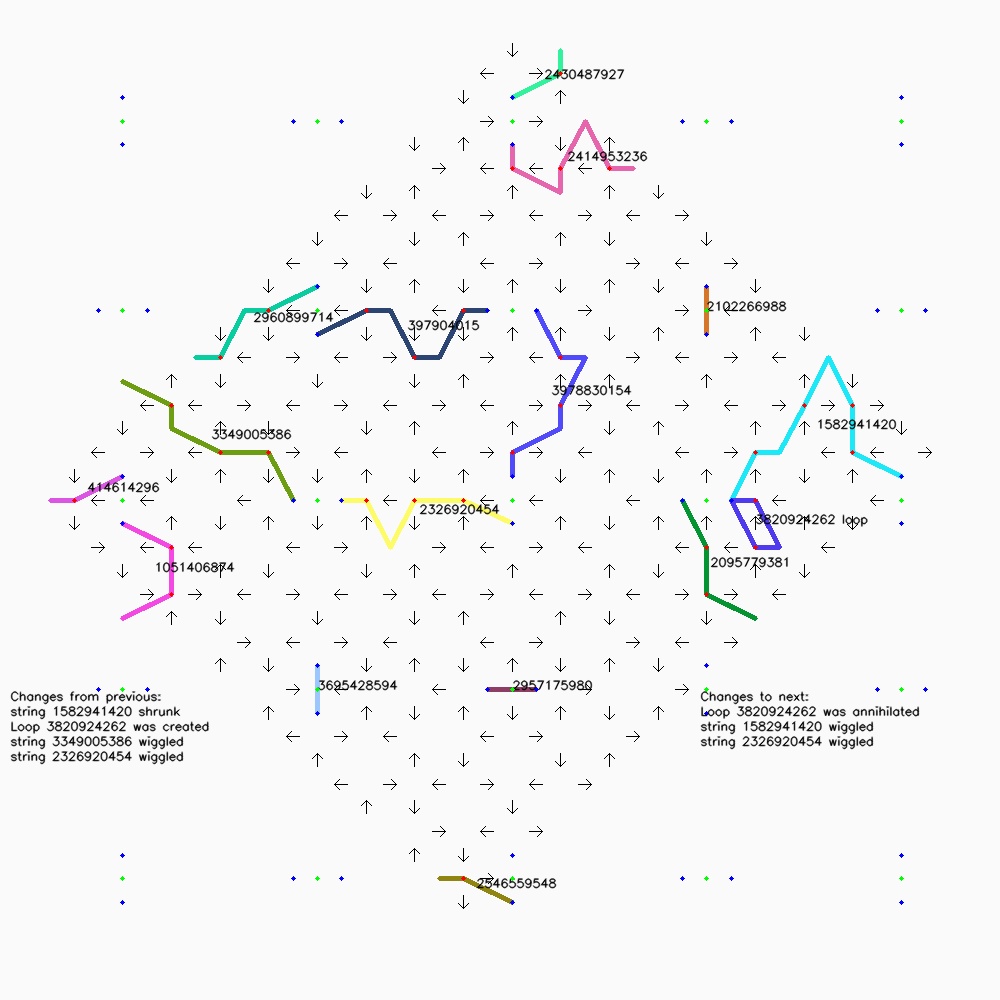 2430487927
2414953236
2102266988
2960899714
397904015
3978830154
1582941420
3349005386
414614296
2326920454
3820924262 loop
2095779381
1051406874
3695428594
2957175980
Changes from previous:
string 1582941420 shrunk
Loop 3820924262 was created
string 3349005386 wiggled
string 2326920454 wiggled
Changes to next:
Loop 3820924262 was annihilated
string 1582941420 wiggled
string 2326920454 wiggled
2546559548